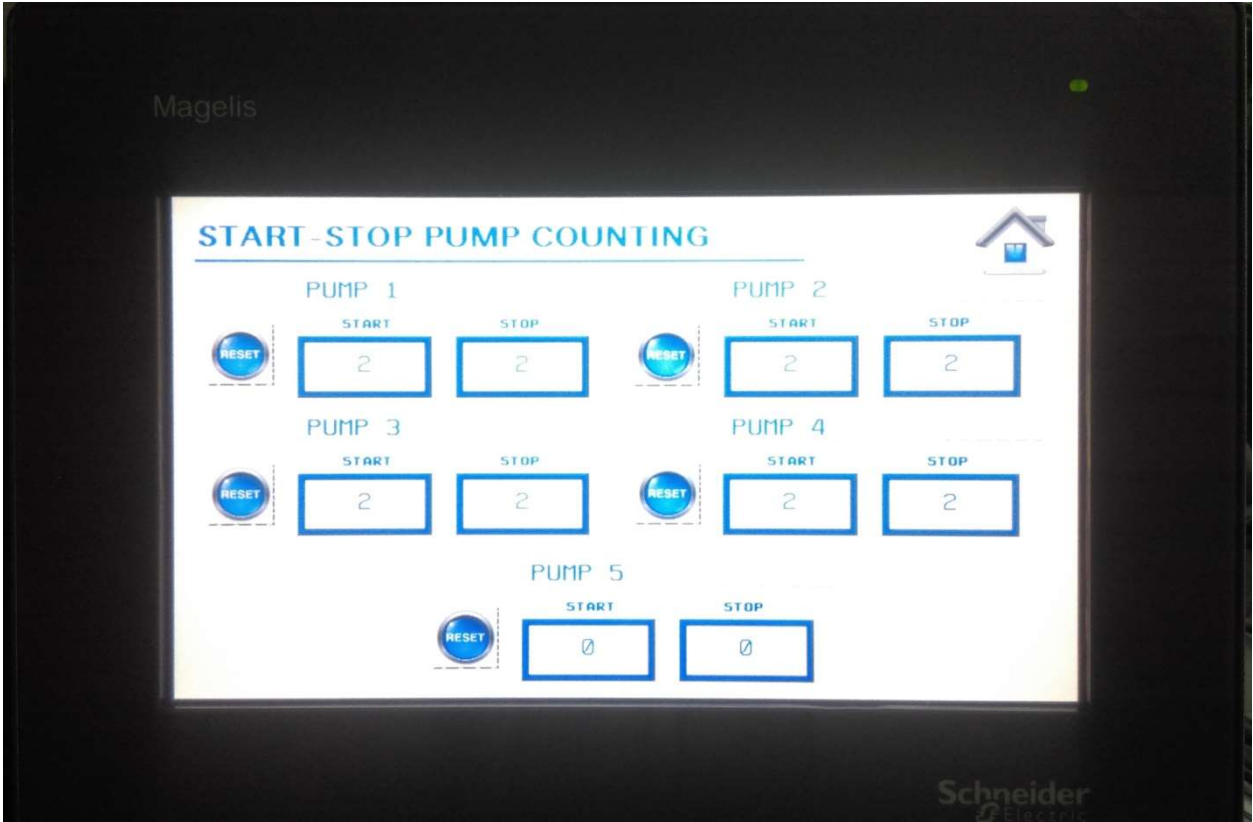 Magelis
START-STOP PUMP COUNTING
PUMP 1
PUMP 2
START
STOP
START
STOP
RESET
2
2
RESET
2
2
PUMP 3
PUMP 4
START
STOP
START
STOP
RESET
2
2
RESET
2
2
PUMP 5
START
STOP
RESET
0
0
Schneider
Electric